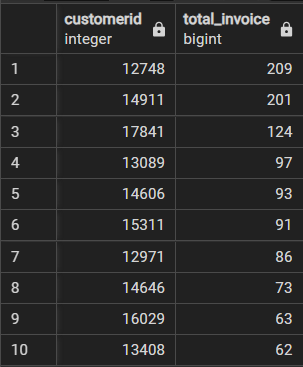 customerid total_invoice
integer bigint
1 12748 209
2 14911 201
3 17841 124
4 13089 97
5 14606 93
6 15311 91
7 12971 86
8 14646 73
9 16029 63
10 13408 62